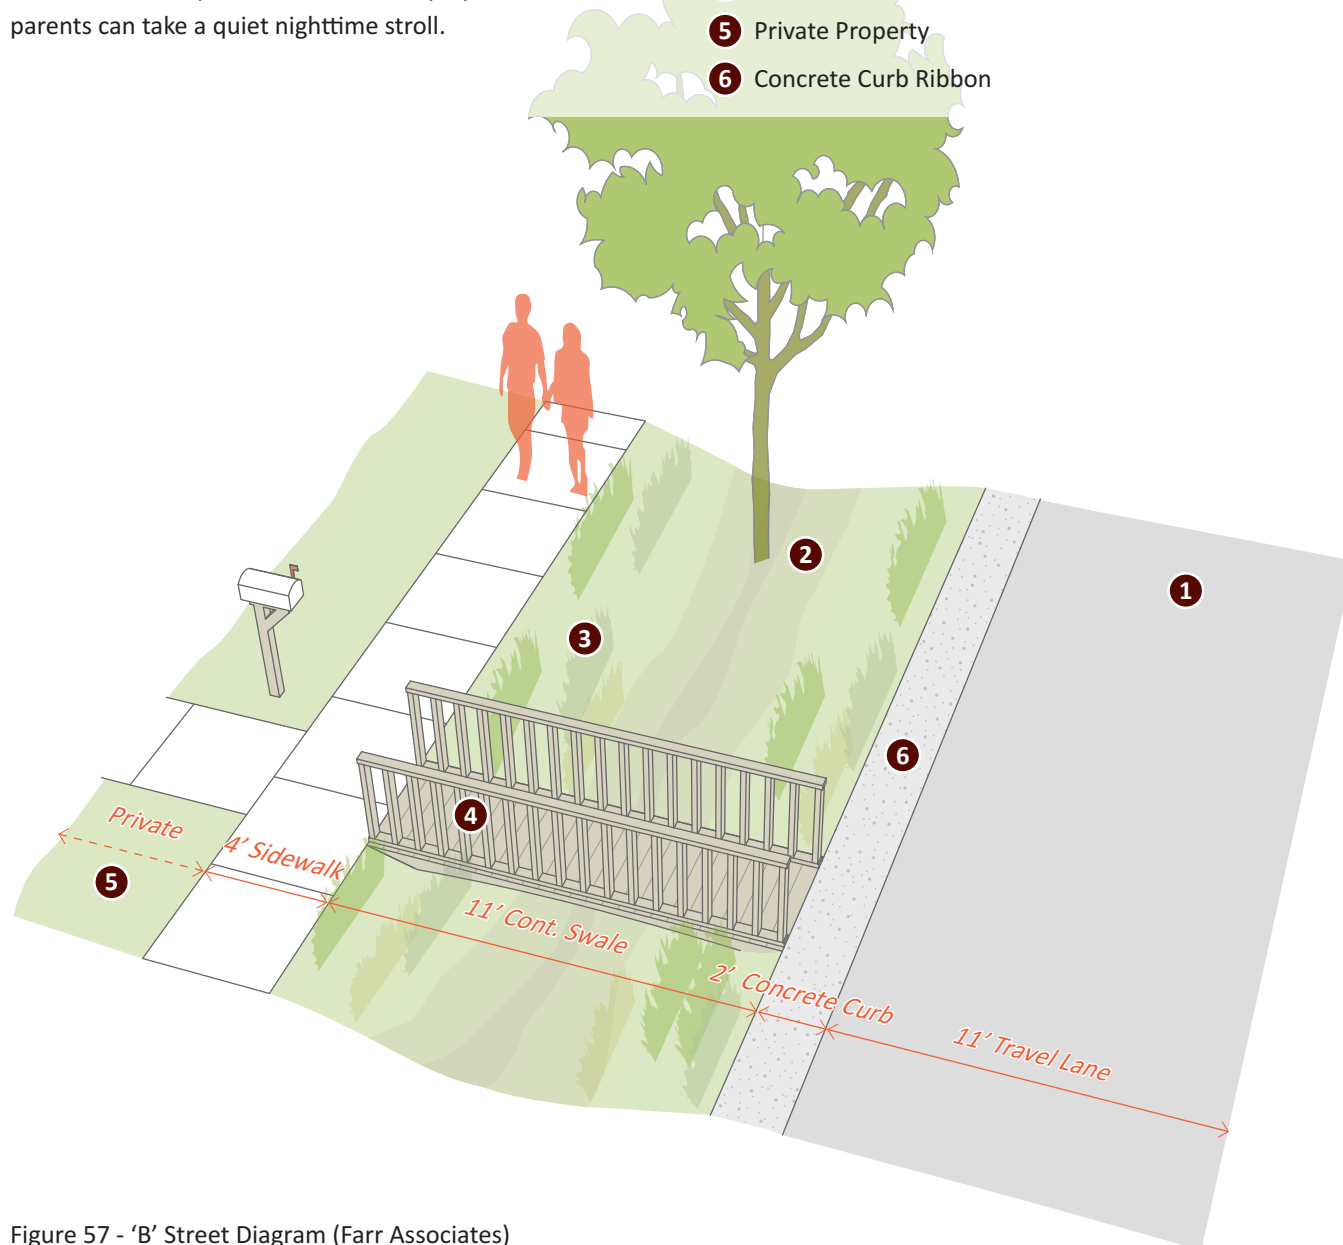 parents can take a quiet nighttime stroll.
5 Private Property
6 Concrete Curb Ribbon
2
1
3
6
4
Private
4’ Sidewalk
5
11’ Cont. Swale
2’ Concrete Curb
11’ Travel Lane
Figure 57 - ‘B’ Street Diagram (Farr Associates)